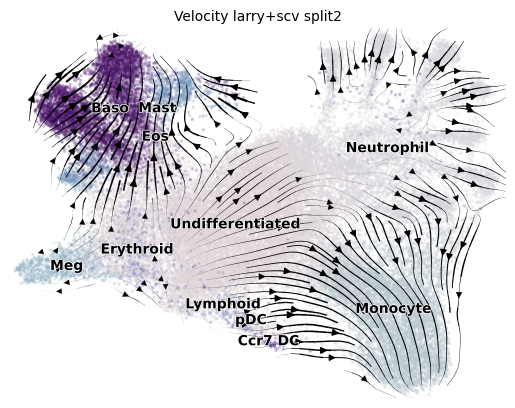 Velocity larry+scv split2
Baso Mast
Eos
Neutrophil
Undifferentiated
Erythroid
Meg
Lymphoid
Monocyte
pDC
Ccr7 DC